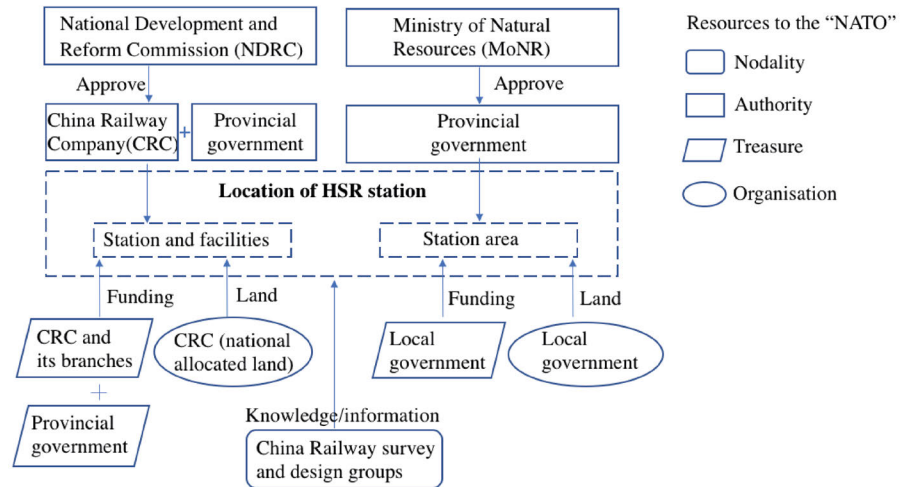 National Development and
Reform Commission (NDRC)
Ministry of Natural
Resources (MoNR)
Resources to the “NATO”
Nodality
Authority
Treasure
Organisation
Approve
Approve
China Railway
Company(CRC)
+
Provincial
government
Provincial
government
Location of HSR station
Station and facilities
Station area
Funding
Land
Funding
Land
CRC and
its branches
CRC (national
allocated land)
Local
government
Local
government
+
Provincial
government
Knowledge/information
China Railway survey
and design groups